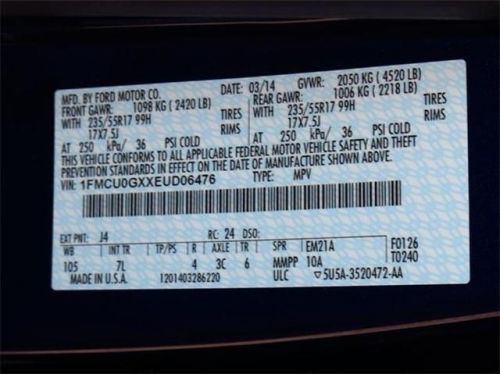 MFD. BY FORD MOTOR CO. DATE: 03/14 GVWR: 2050 KG (4520 LB)
FRONT GAWR: 1098 KG (2420 LB) REAR GAWR: 1006 KG (2218 LB)
WITH 235/55R17 99H TIRES WITH 235/55R17 99H TIRES
17X7.5J RIMS 17X7.5J RIMS
AT 250 kPa/ 36 PSI COLD AT 250 kPa/ 36 PSI COLD
THIS VEHICLE CONFORMS TO ALL APPLICABLE FEDERAL MOTOR VEHICLE SAFETY AND THEFT
PREVENTION STANDARDS IN EFFECT ON THE DATE OF MANUFACTURE SHOWN ABOVE.
VIN: 1FMCU0GXXEUD06476 TYPE: MPV
EXT PNT: J4 RC: 24 DSO:
WB INT TR TP/PS R AXLE TR SPR EM21A F0126
105 7L 4 3C 6 MMPP 10A T0240
MADE IN U.S.A. 1201403286220 ULC 5U5A-3520472-AA